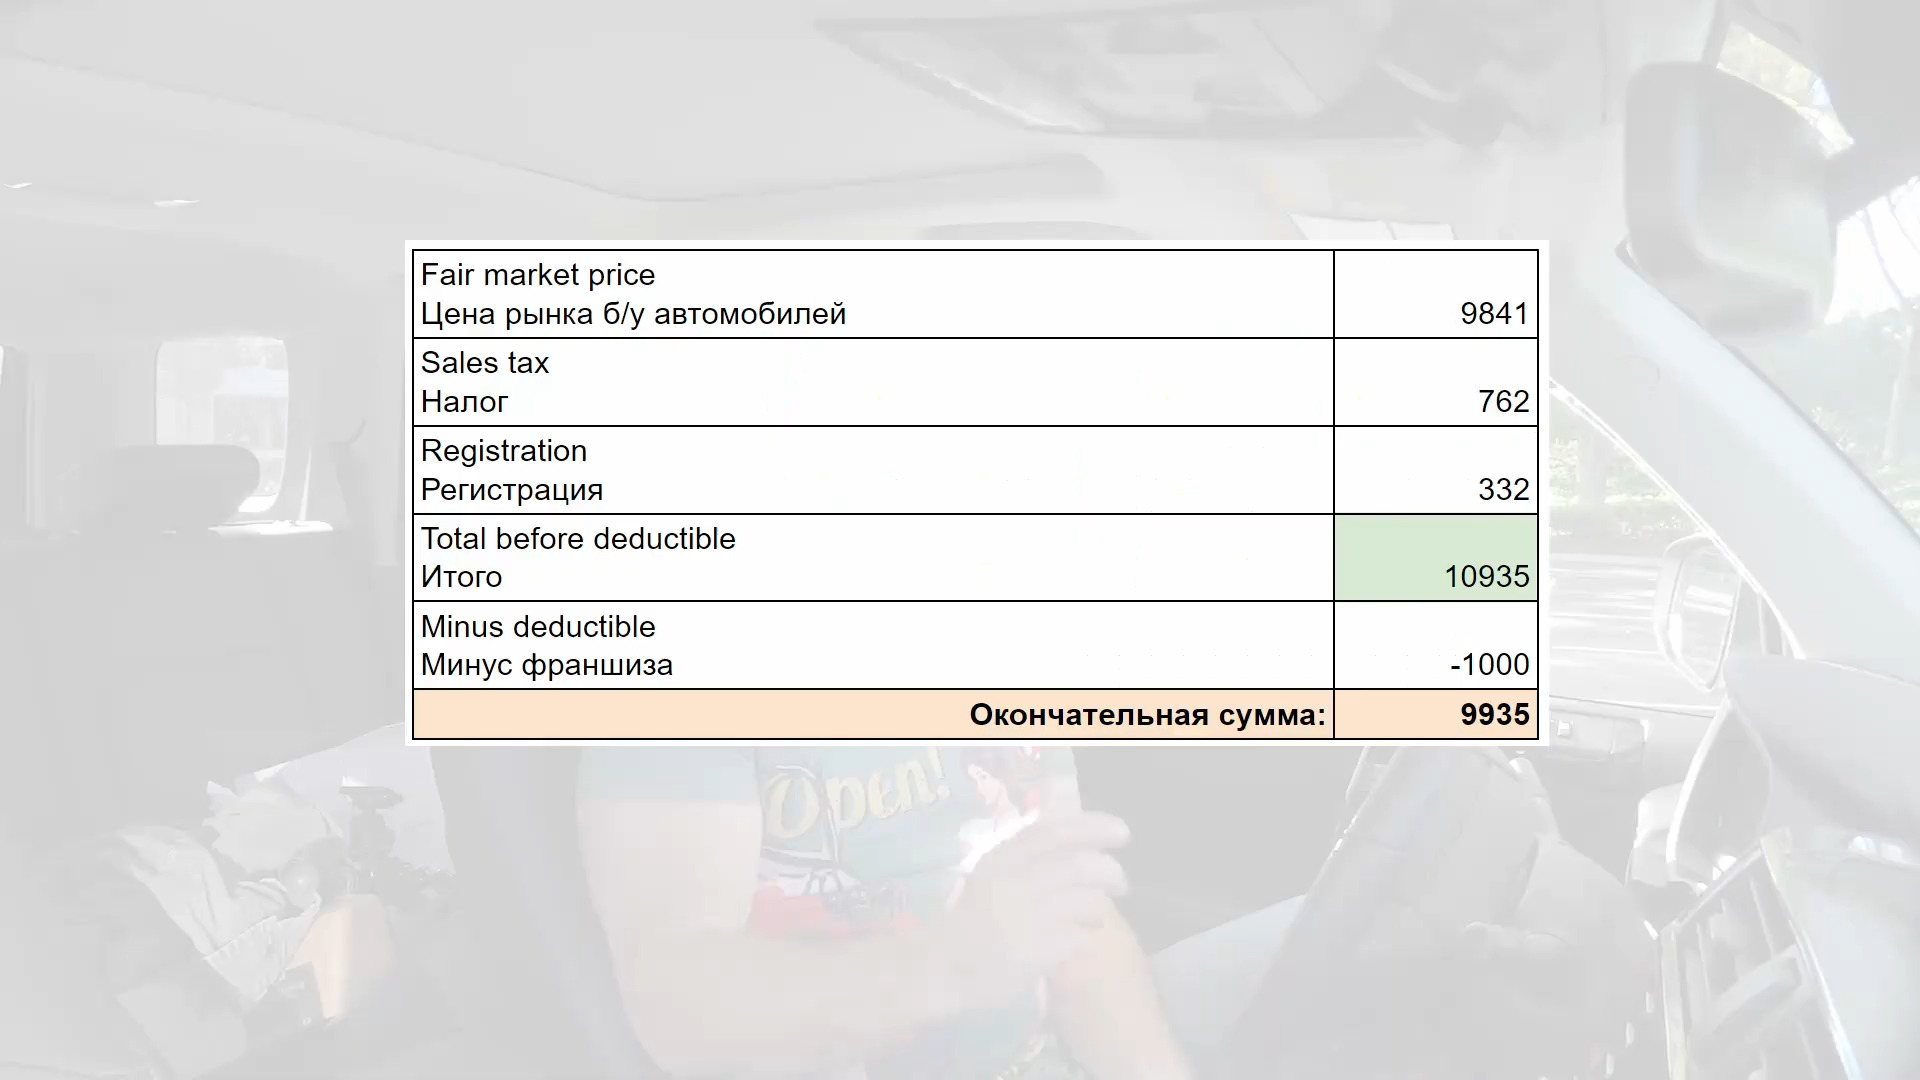 Fair market price
Цена рынка б/у автомобилей
9841
Sales tax
Налог
762
Registration
Регистрация
332
Total before deductible
Итого
10935
Minus deductible
Минус франшиза
-1000
Окончательная сумма: 9935
Open!